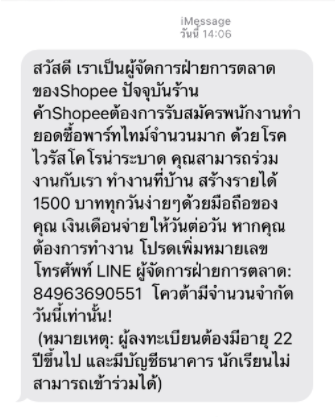 iMessage
วันนี้ 14:06
สวัสดี เราเป็นผู้จัดการฝ่ายการตลาด
ของShopee ปัจจุบันร้าน
ค้าShopeeต้องการรับสมัครพนักงานทำ
ยอดซื้อพาร์ทไทม์จำนวนมาก ด้วยโรค
ไวรัสโคโรน่าระบาด คุณสามารถร่วม
งานกับเรา ทำงานที่บ้าน สร้างรายได้
1500 บาททุกวันง่ายๆด้วยมือถือของ
คุณ เงินเดือนจ่ายให้วันต่อวัน หากคุณ
ต้องการทำงาน โปรดเพิ่มหมายเลข
โทรศัพท์ LINE ผู้จัดการฝ่ายการตลาด:
84963690551 โควต้ามีจำนวนจำกัด
วันนี้เท่านั้น!
(หมายเหตุ: ผู้ลงทะเบียนต้องมีอายุ 22
ปีขึ้นไป และมีบัญชีธนาคาร นักเรียนไม่
สามารถเข้าร่วมได้)